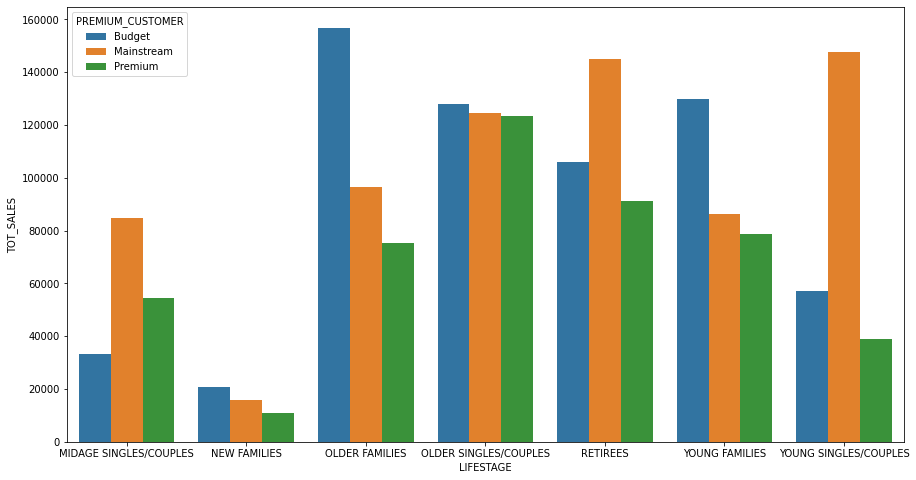 PREMIUM_CUSTOMER
Budget
Mainstream
Premium
TOT_SALES
160000
140000
120000
100000
80000
60000
40000
20000
0
MIDAGE SINGLES/COUPLES NEW FAMILIES OLDER FAMILIES OLDER SINGLES/COUPLES RETIREES YOUNG FAMILIES YOUNG SINGLES/COUPLES
LIFESTAGE